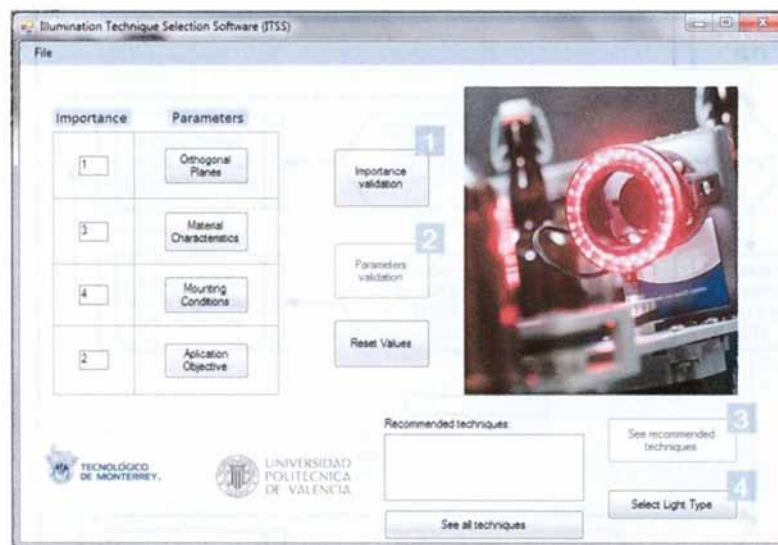 Illumination Technique Selection Software (ITSS)
File
Importance Parameters
1 Orthogonal
Planes
3 Material
Characteristics
4 Mounting
Conditions
2 Aplication
Objective
1
Importance
validation
2
Parameters
validation
Reset Values
Recommended techniques:
3
See recommended
techniques
4
Select Light Type
See all techniques
TECNOLÓGICO
DE MONTERREY.
UNIVERSIDAD
POLITECNICA
DE VALENCIA